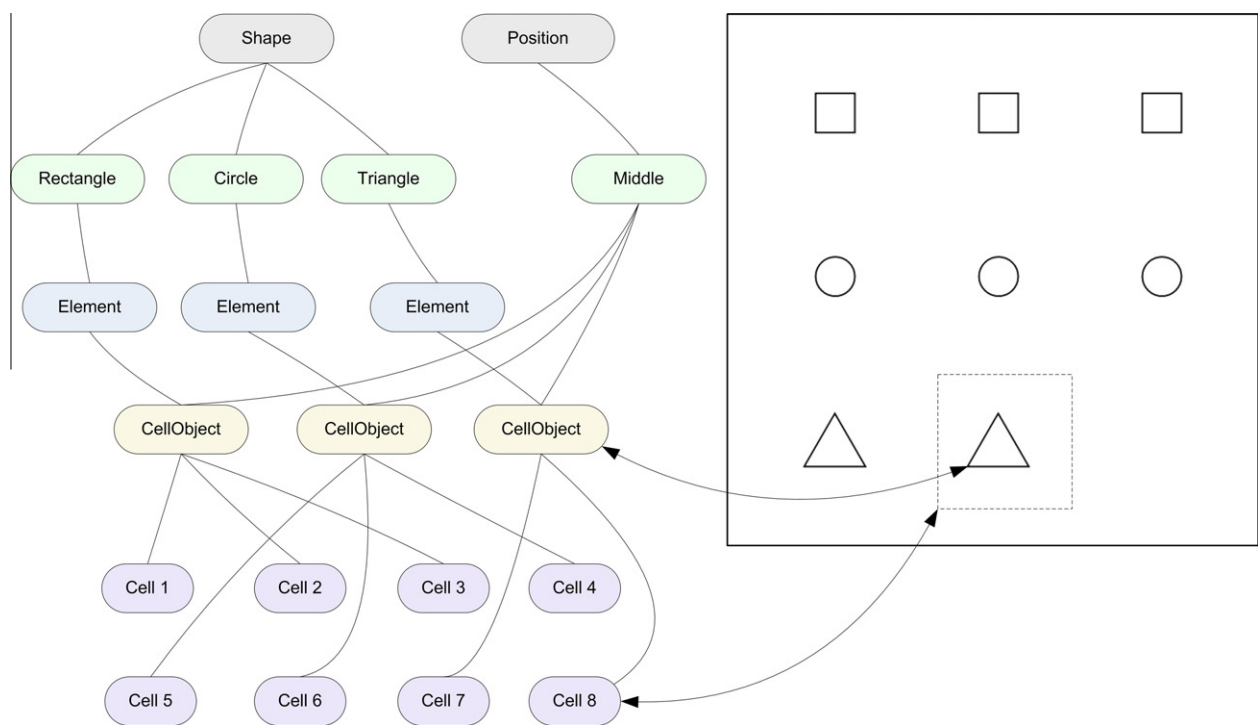 Shape
Position
Rectangle
Circle
Triangle
Middle
Element
Element
Element
CellObject
CellObject
CellObject
Cell 1
Cell 2
Cell 3
Cell 4
Cell 5
Cell 6
Cell 7
Cell 8